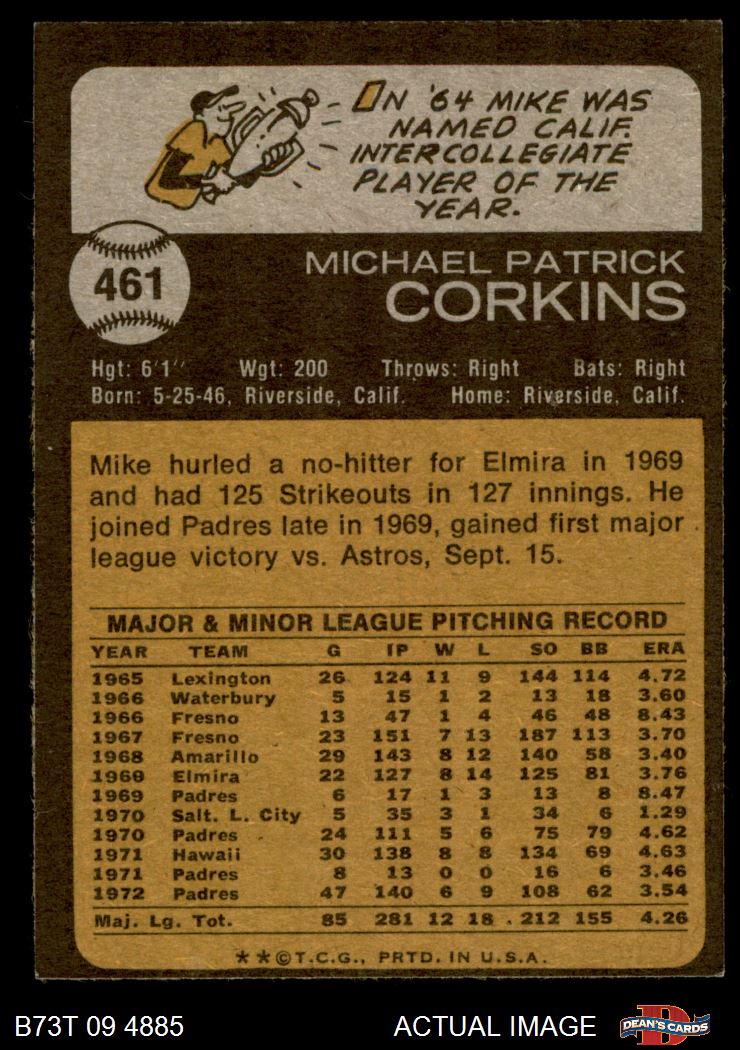 IN '64 MIKE WAS
NAMED CALIF.
INTERCOLLEGIATE
PLAYER OF THE
YEAR.
461
MICHAEL PATRICK
CORKINS
Hgt: 6'1'' Wgt: 200 Throws: Right Bats: Right
Born: 5-25-46, Riverside, Calif. Home: Riverside, Calif.
Mike hurled a no-hitter for Elmira in 1969
and had 125 Strikeouts in 127 innings. He
joined Padres late in 1969, gained first major
league victory vs. Astros, Sept. 15.
MAJOR & MINOR LEAGUE PITCHING RECORD
YEAR TEAM G IP W L SO BB ERA
1965 Lexington 26 124 11 9 144 114 4.72
1966 Waterbury 5 15 1 2 13 18 3.60
1966 Fresno 13 47 1 4 46 48 8.43
1967 Fresno 23 151 7 13 187 113 3.70
1968 Amarillo 29 143 8 12 140 58 3.40
1969 Elmira 22 127 8 14 125 81 3.76
1969 Padres 6 17 1 3 13 8 8.47
1970 Salt. L. City 5 35 3 1 34 6 1.29
1970 Padres 24 111 5 6 75 79 4.62
1971 Hawaii 30 138 8 8 134 69 4.63
1971 Padres 8 13 0 0 16 6 3.46
1972 Padres 47 140 6 9 108 62 3.54
Maj. Lg. Tot. 85 281 12 18 212 155 4.26
**©T.C.G., PRTD. IN U.S.A.
B73T 09 4885 ACTUAL IMAGE D DEAN'S CARDS